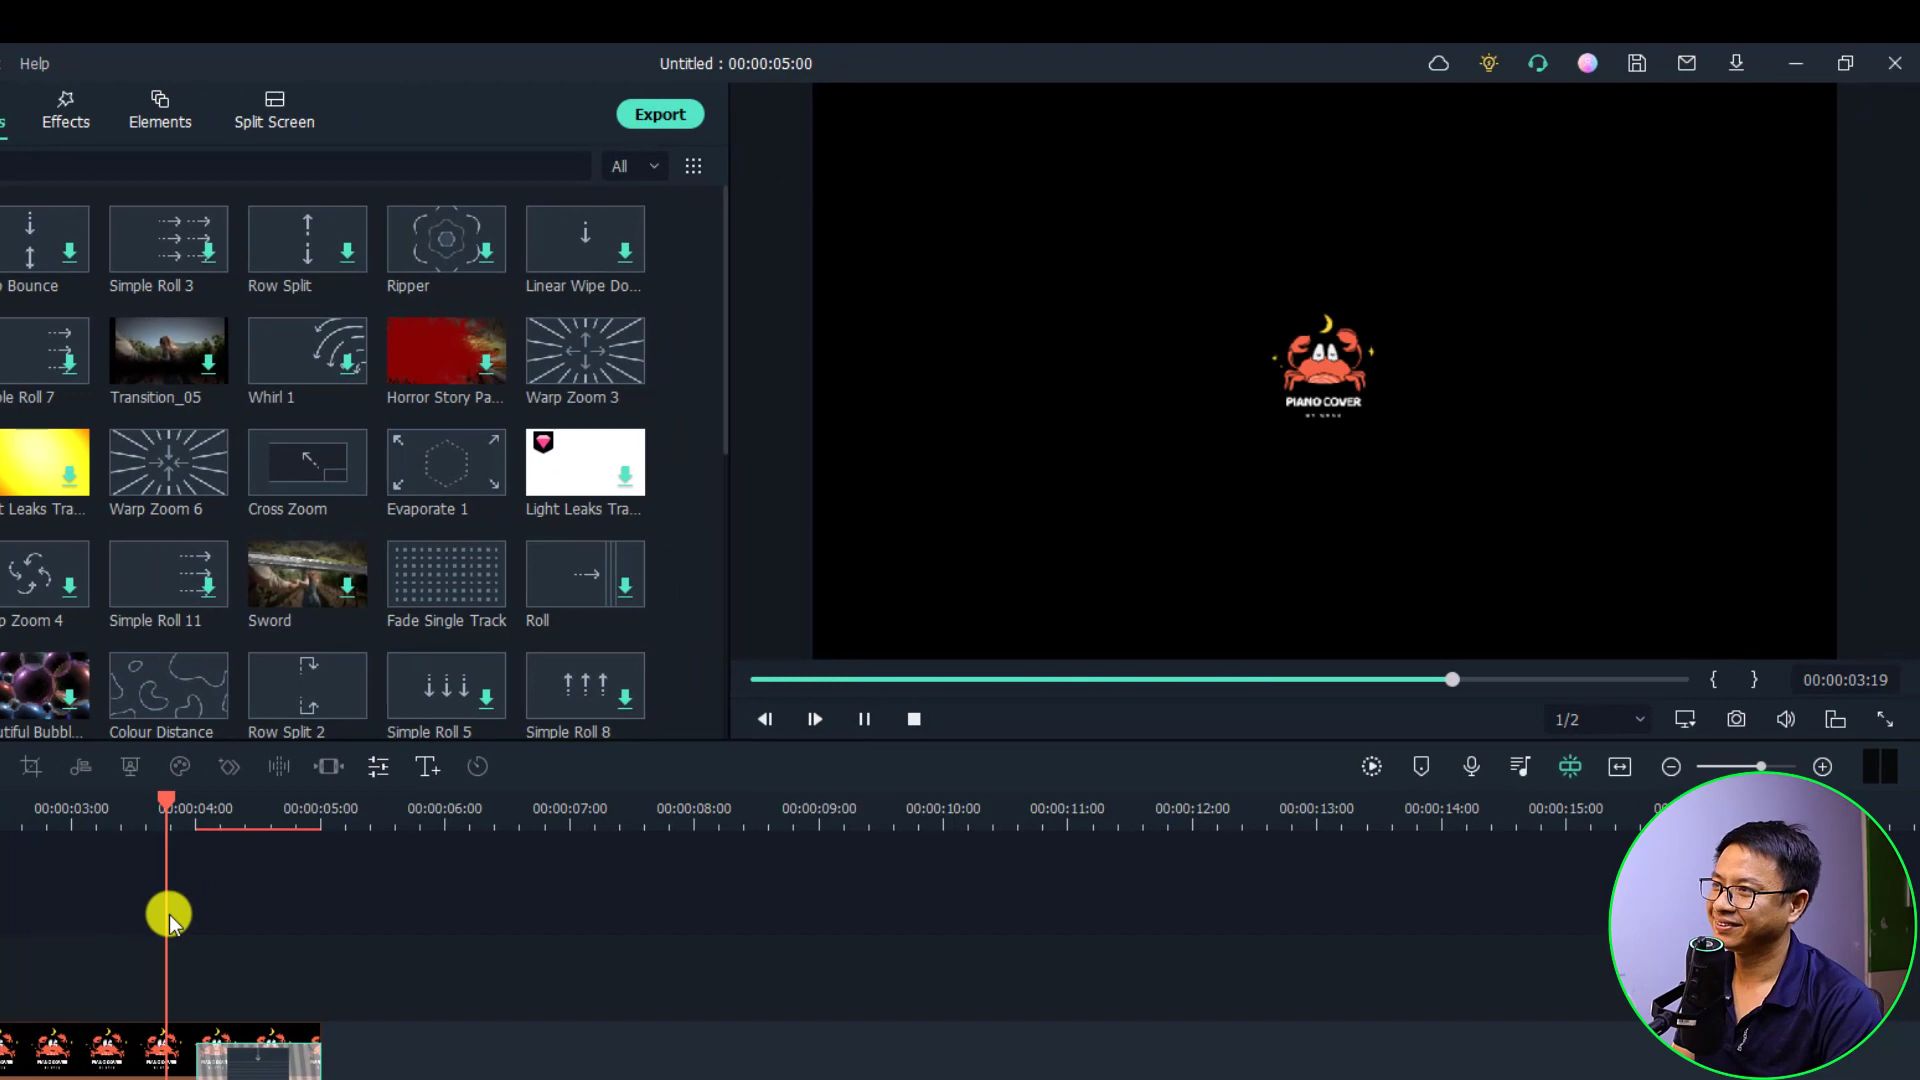 Help
Untitled : 00:00:05:00
Effects
Elements
Split Screen
Export
All
Bounce
Simple Roll 3
Row Split
Ripper
Linear Wipe Do...
le Roll 7
Transition_05
Whirl 1
Horror Story Pa...
Warp Zoom 3
t Leaks Tra...
Warp Zoom 6
Cross Zoom
Evaporate 1
Light Leaks Tra...
p Zoom 4
Simple Roll 11
Sword
Fade Single Track
Roll
utiful Bubbl...
Colour Distance
Row Split 2
Simple Roll 5
Simple Roll 8
PIANO COVER
{ } 00:00:03:19
1/2
00:00:03:00
00:00:04:00
00:00:05:00
00:00:06:00
00:00:07:00
00:00:08:00
00:00:09:00
00:00:10:00
00:00:11:00
00:00:12:00
00:00:13:00
00:00:14:00
00:00:15:00